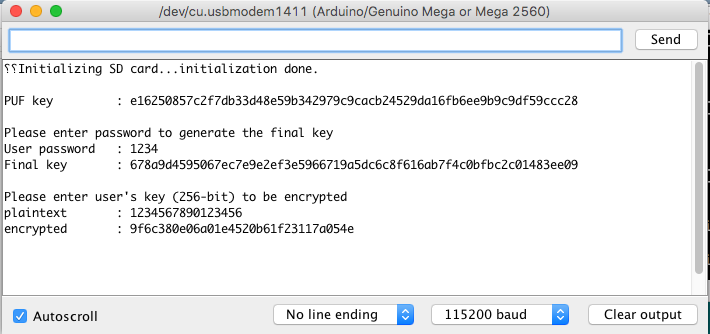 /dev/cu.usbmodem1411 (Arduino/Genuino Mega or Mega 2560)
Send
⸮⸮Initializing SD card...initialization done.
PUF key : e16250857c2f7db33d48e59b342979c9cacb24529da16fb6ee9b9c9df59ccc28
Please enter password to generate the final key
User password : 1234
Final key : 678a9d4595067ec7e9e2ef3e5966719a5dc6c8f616ab7f4c0bfbc2c01483ee09
Please enter user's key (256-bit) to be encrypted
plaintext : 1234567890123456
encrypted : 9f6c380e06a01e4520b61f23117a054e
Autoscroll
No line ending
115200 baud
Clear output